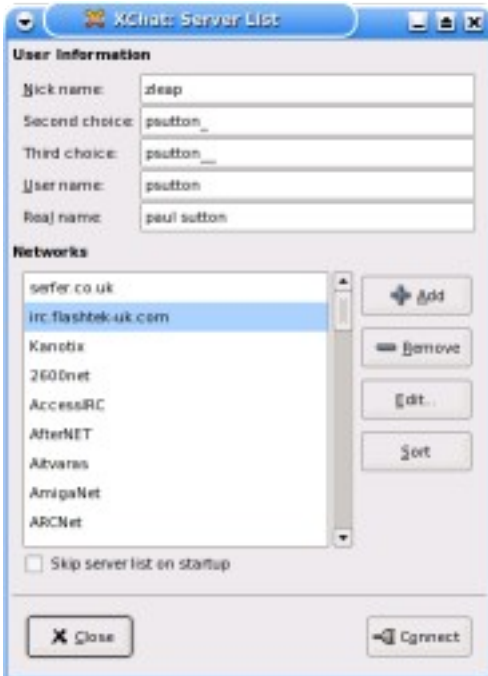 XChat: Server List
User Information
Nick name: zleap
Second choice: psutton_
Third choice: psutton__
User name: psutton
Real name: paul sutton
Networks
serfer.co.uk
irc.flashtek-uk.com
Kanotix
2600net
AccessIRC
AfterNET
Aitvaras
AmigaNet
ARCNet
Add
Remove
Edit...
Sort
Skip server list on startup
Close
Connect